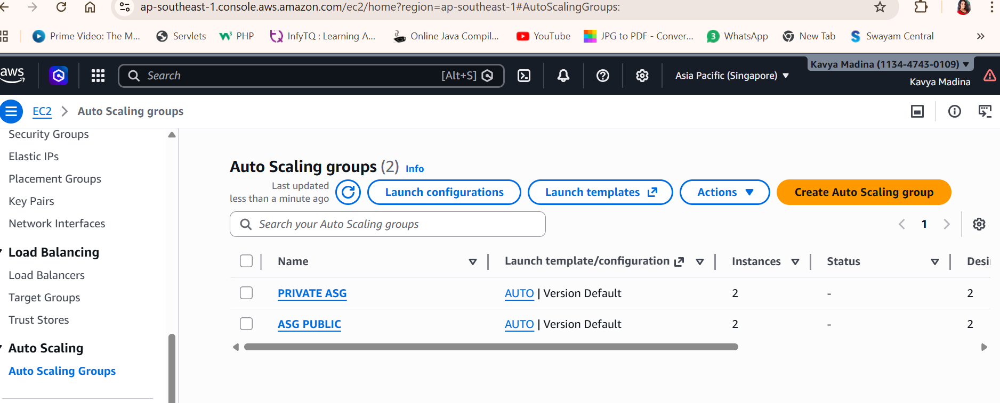 ap-southeast-1.console.aws.amazon.com/ec2/home?region=ap-southeast-1#AutoScalingGroups:
Prime Video: The M... Servlets W3 PHP InfyTQ : Learning A... Online Java Compil... YouTube JPG to PDF - Conver... 3 WhatsApp New Tab Swayam Central
aws Search [Alt+S] Asia Pacific (Singapore) Kavya Madina (1134-4743-0109)
Kavya Madina
EC2 Auto Scaling groups
Security Groups
Elastic IPs
Placement Groups
Key Pairs
Network Interfaces
Load Balancing
Load Balancers
Target Groups
Trust Stores
Auto Scaling
Auto Scaling Groups
Auto Scaling groups (2) Info
Last updated
less than a minute ago
Launch configurations Launch templates Actions Create Auto Scaling group
Search your Auto Scaling groups 1
Name Launch template/configuration Instances Status Desi
PRIVATE ASG AUTO | Version Default 2 - 2
ASG PUBLIC AUTO | Version Default 2 - 2